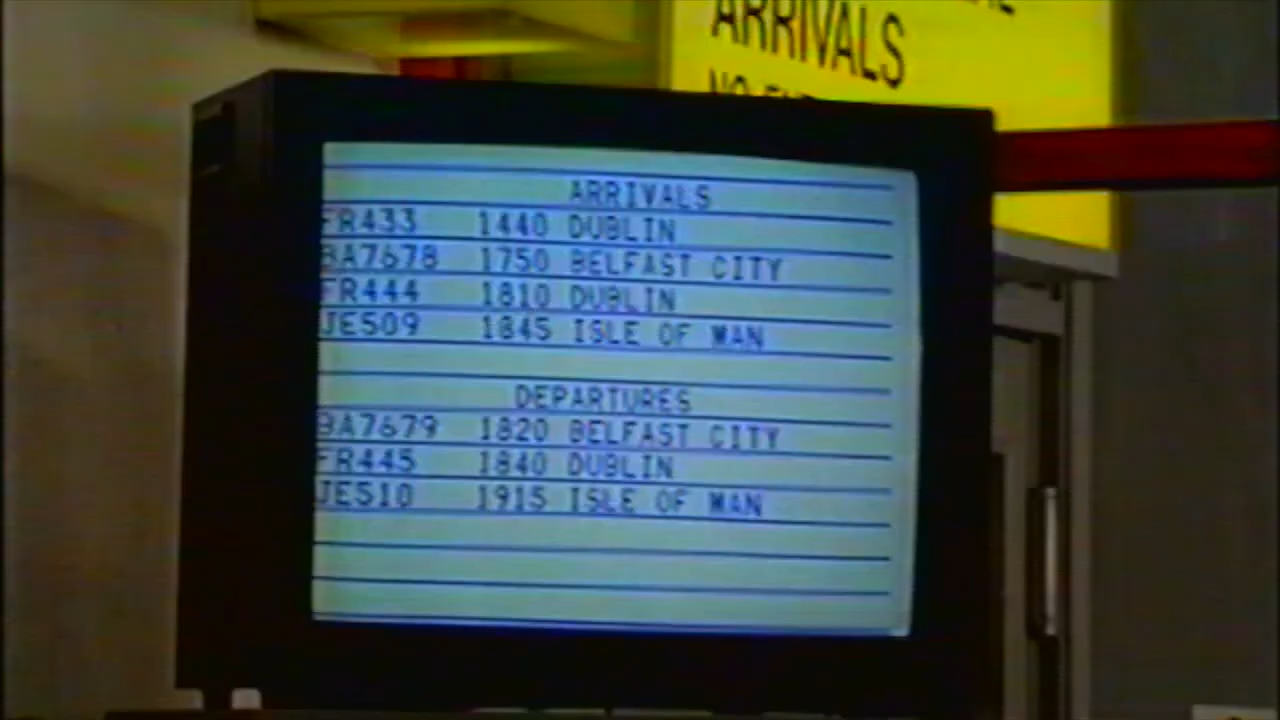 ARRIVALS
ARRIVALS
FR433 1440 DUBLIN
BA7678 1750 BELFAST CITY
FR444 1810 DUBLIN
JE509 1845 ISLE OF MAN
DEPARTURES
BA7679 1820 BELFAST CITY
FR445 1840 DUBLIN
JE510 1915 ISLE OF MAN